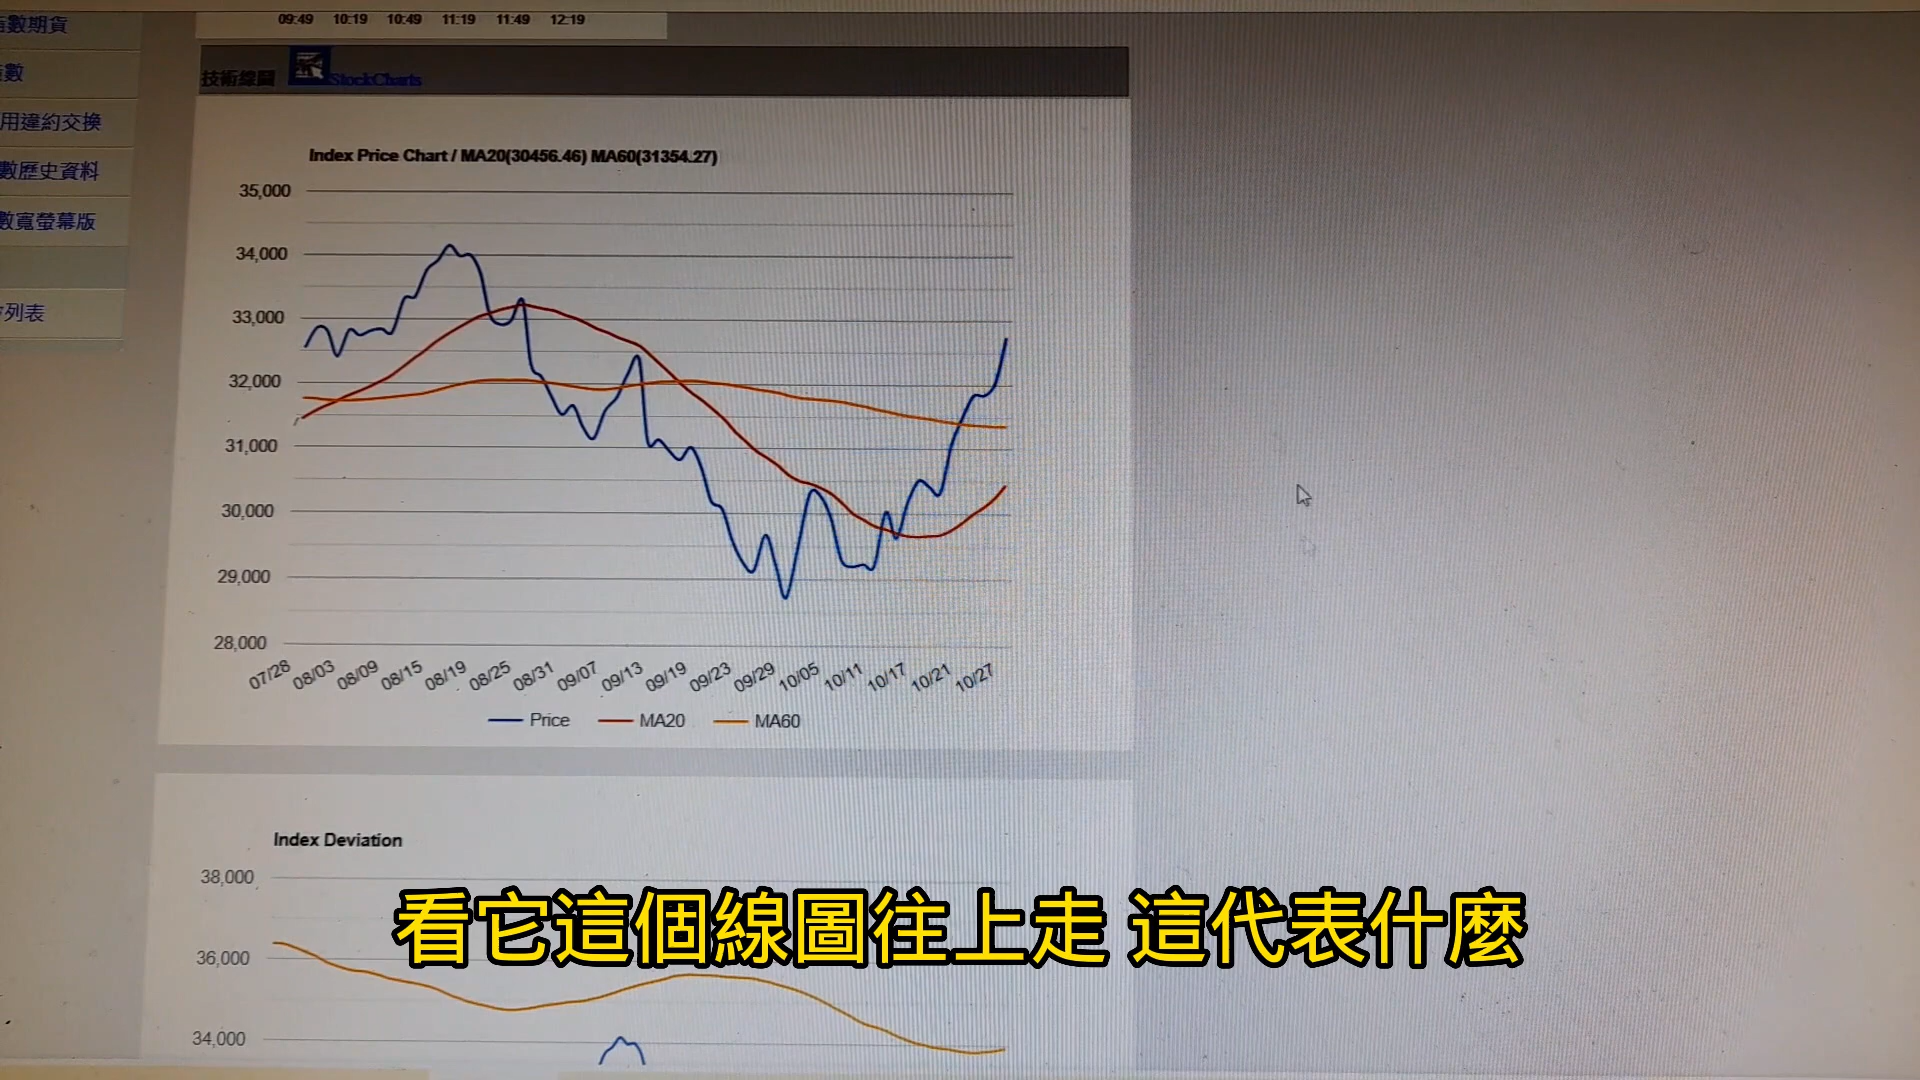 09:49 10:19 10:49 11:19 11:49 12:19
數期貨
數
用違約交換
數歷史資料
數寬螢幕版
列表
技術線圖 StockCharts
Index Price Chart / MA20(30456.46) MA60(31354.27)
35,000
34,000
33,000
32,000
31,000
30,000
29,000
28,000
07/28 08/03 08/09 08/15 08/19 08/25 08/31 09/07 09/13 09/19 09/23 09/29 10/05 10/11 10/17 10/21 10/27
Price MA20 MA60
Index Deviation
38,000
36,000
34,000
看它這個線圖往上走 這代表什麼